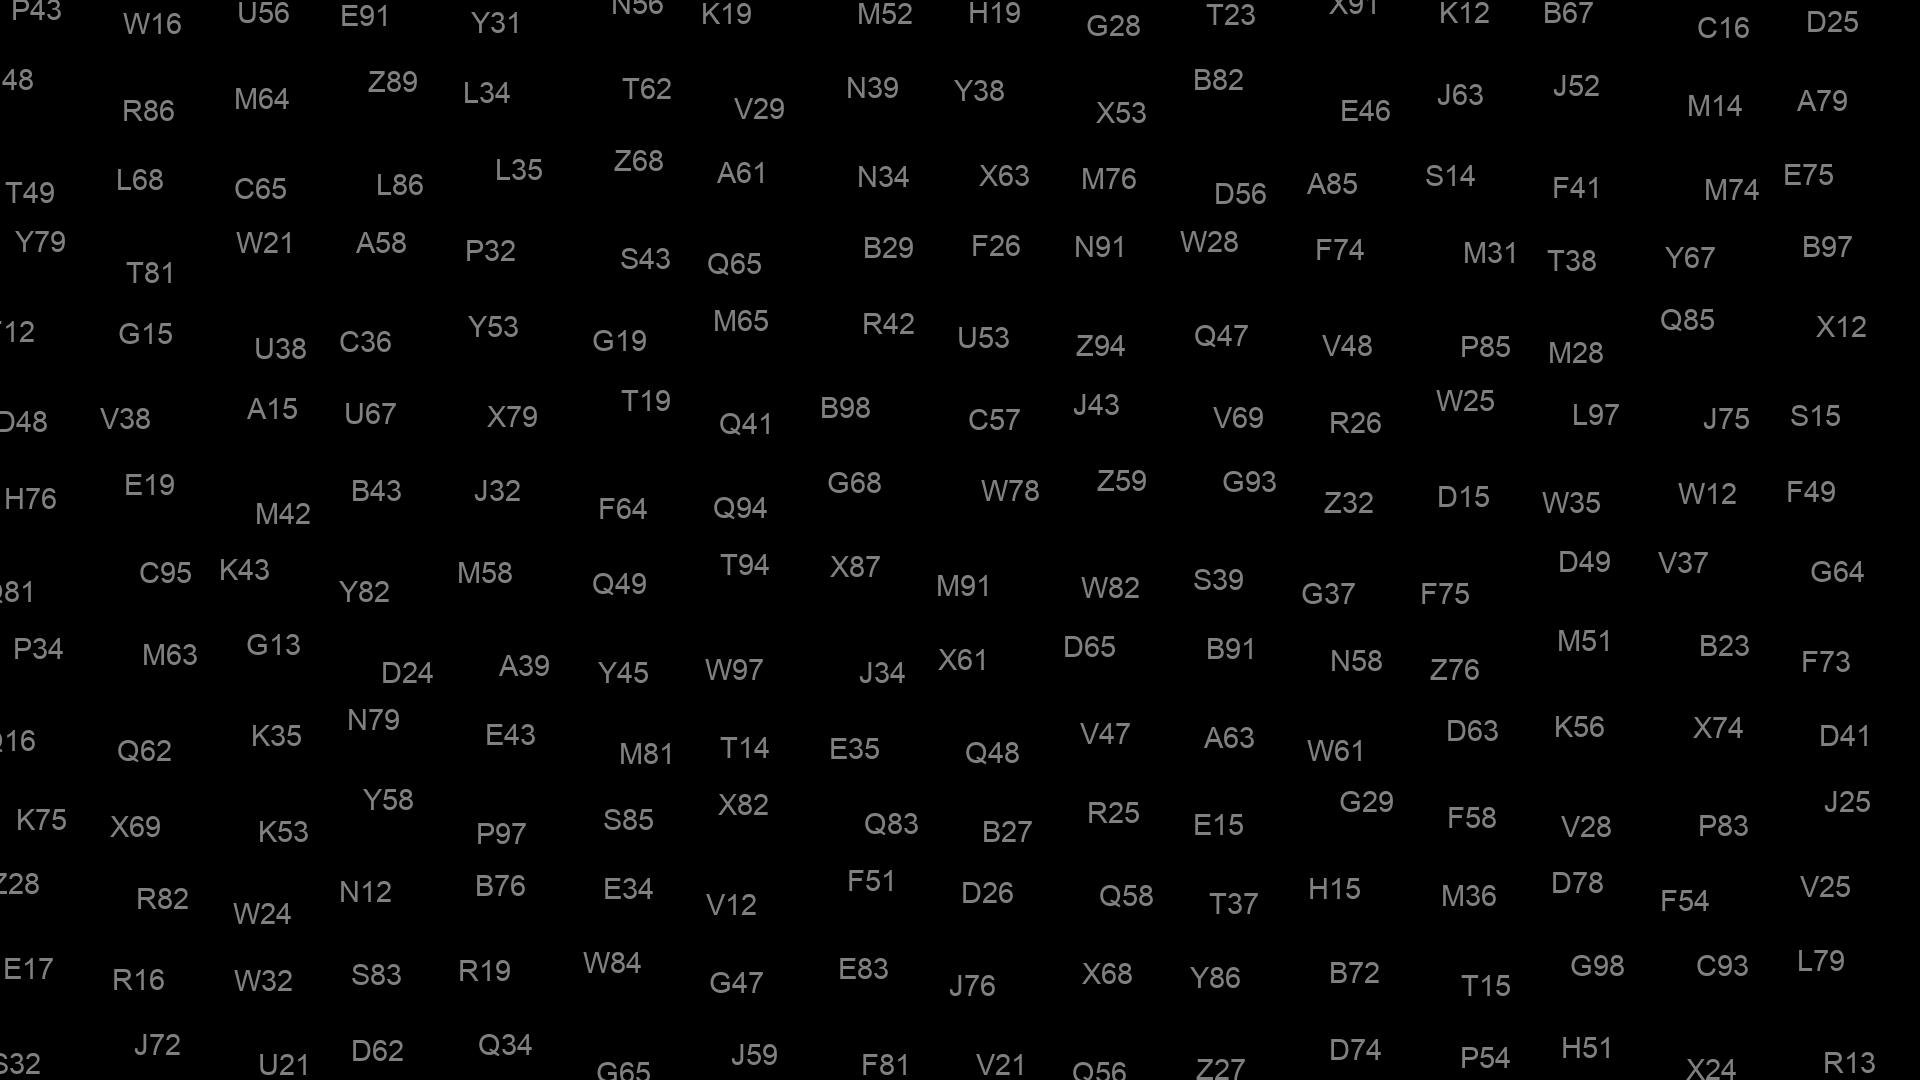 P43 W16 U56 E91 Y31 N56 K19 M52 H19 G28 T23 X91 K12 B67 C16 D25
48 R86 M64 Z89 L34 T62 V29 N39 Y38 X53 B82 E46 J63 J52 M14 A79
T49 L68 C65 L86 L35 Z68 A61 N34 X63 M76 D56 A85 S14 F41 M74 E75
Y79 T81 W21 A58 P32 S43 Q65 B29 F26 N91 W28 F74 M31 T38 Y67 B97
12 G15 U38 C36 Y53 G19 M65 R42 U53 Z94 Q47 V48 P85 M28 Q85 X12
D48 V38 A15 U67 X79 T19 Q41 B98 C57 J43 V69 R26 W25 L97 J75 S15
H76 E19 M42 B43 J32 F64 Q94 G68 W78 Z59 G93 Z32 D15 W35 W12 F49
Q81 C95 K43 Y82 M58 Q49 T94 X87 M91 W82 S39 G37 F75 D49 V37 G64
P34 M63 G13 D24 A39 Y45 W97 J34 X61 D65 B91 N58 Z76 M51 B23 F73
Q16 Q62 K35 N79 E43 M81 T14 E35 Q48 V47 A63 W61 D63 K56 X74 D41
K75 X69 K53 Y58 P97 S85 X82 Q83 B27 R25 E15 G29 F58 V28 P83 J25
Z28 R82 W24 N12 B76 E34 V12 F51 D26 Q58 T37 H15 M36 D78 F54 V25
E17 R16 W32 S83 R19 W84 G47 E83 J76 X68 Y86 B72 T15 G98 C93 L79
S32 J72 U21 D62 Q34 G65 J59 F81 V21 Q56 Z27 D74 P54 H51 X24 R13